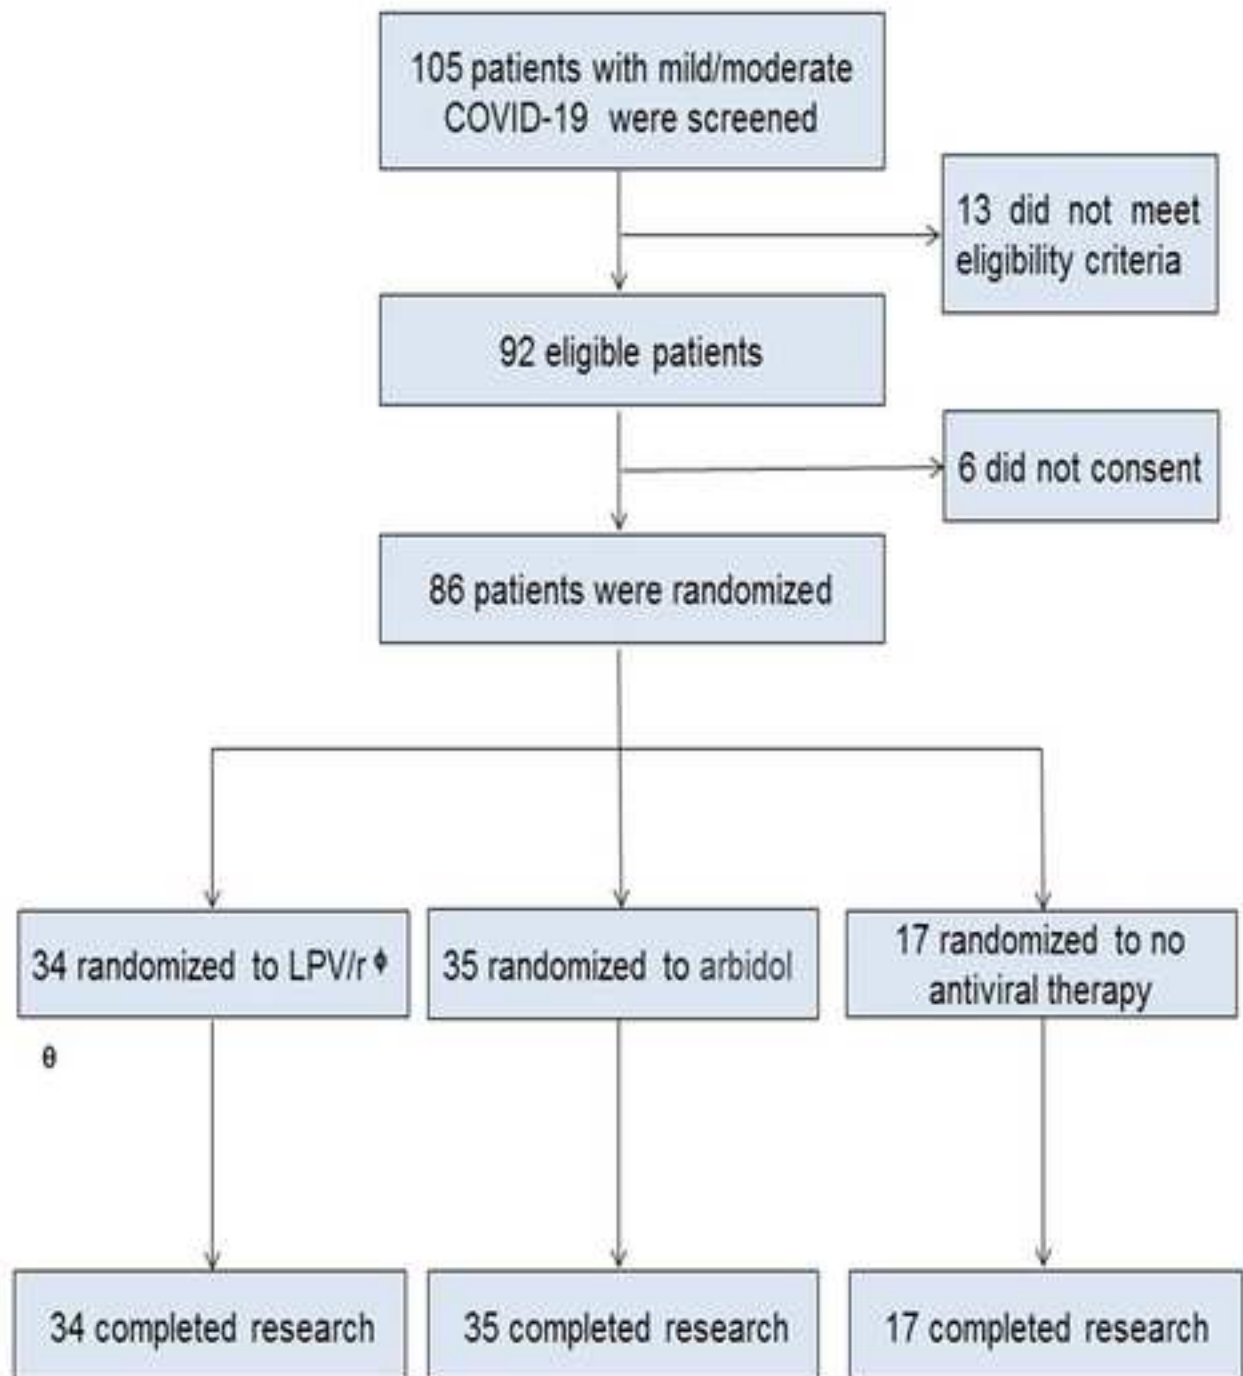 105 patients with mild/moderate
COVID-19 were screened
13 did not meet
eligibility criteria
92 eligible patients
6 did not consent
86 patients were randomized
34 randomized to LPV/r ϕ
35 randomized to arbidol
17 randomized to no
antiviral therapy
θ
34 completed research
35 completed research
17 completed research